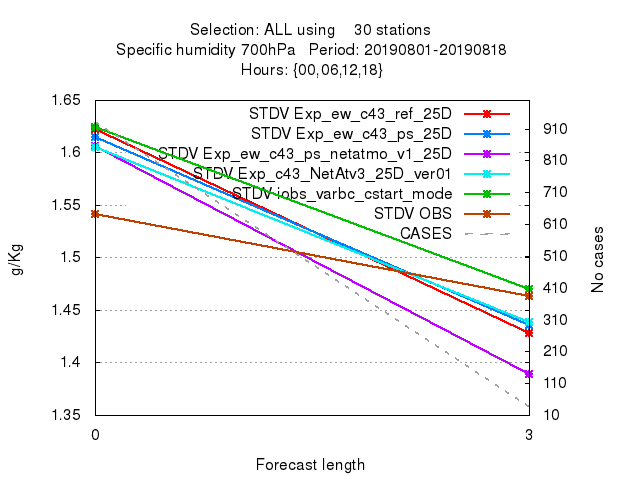 Selection: ALL using 30 stations
Specific humidity 700hPa Period: 20190801-20190818
Hours: {00,06,12,18}
STDV Exp_ew_c43_ref_25D
STDV Exp_ew_c43_ps_25D
STDV Exp_ew_c43_ps_netatmo_v1_25D
STDV Exp_c43_NetAtv3_25D_ver01
STDV iobs_varbc_cstart_mode
STDV OBS
CASES
1.65
1.6
1.55
1.5
1.45
1.4
1.35
g/Kg
910
810
710
610
510
410
310
210
110
10
No cases
0
3
Forecast length